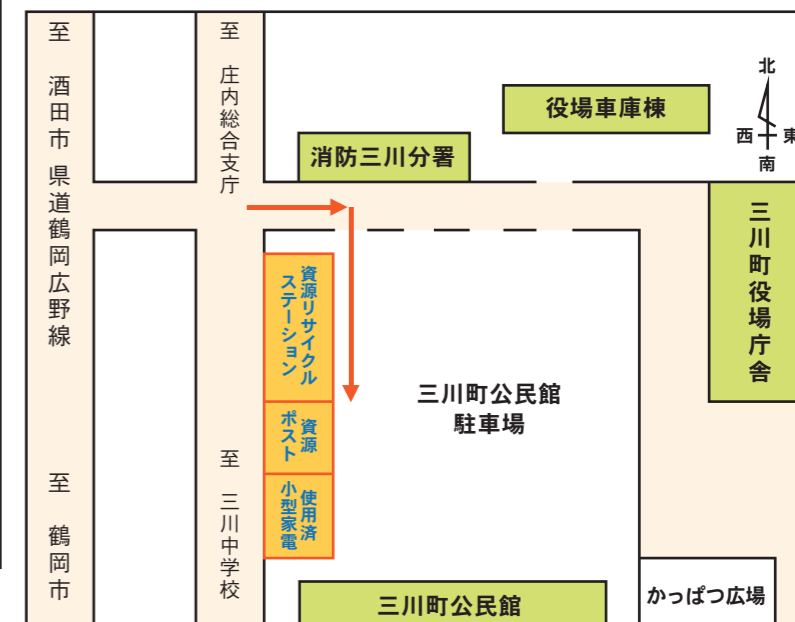 至 酒田市 県道鶴岡広野線 至 鶴岡市
至 庄内総合支庁
至 三川中学校
消防三川分署
役場車庫棟
北
西 東
南
三川町役場庁舎
資源リサイクル
ステーション
資源
ポスト
使用済
小型家電
三川町公民館
駐車場
三川町公民館
かっぱつ広場